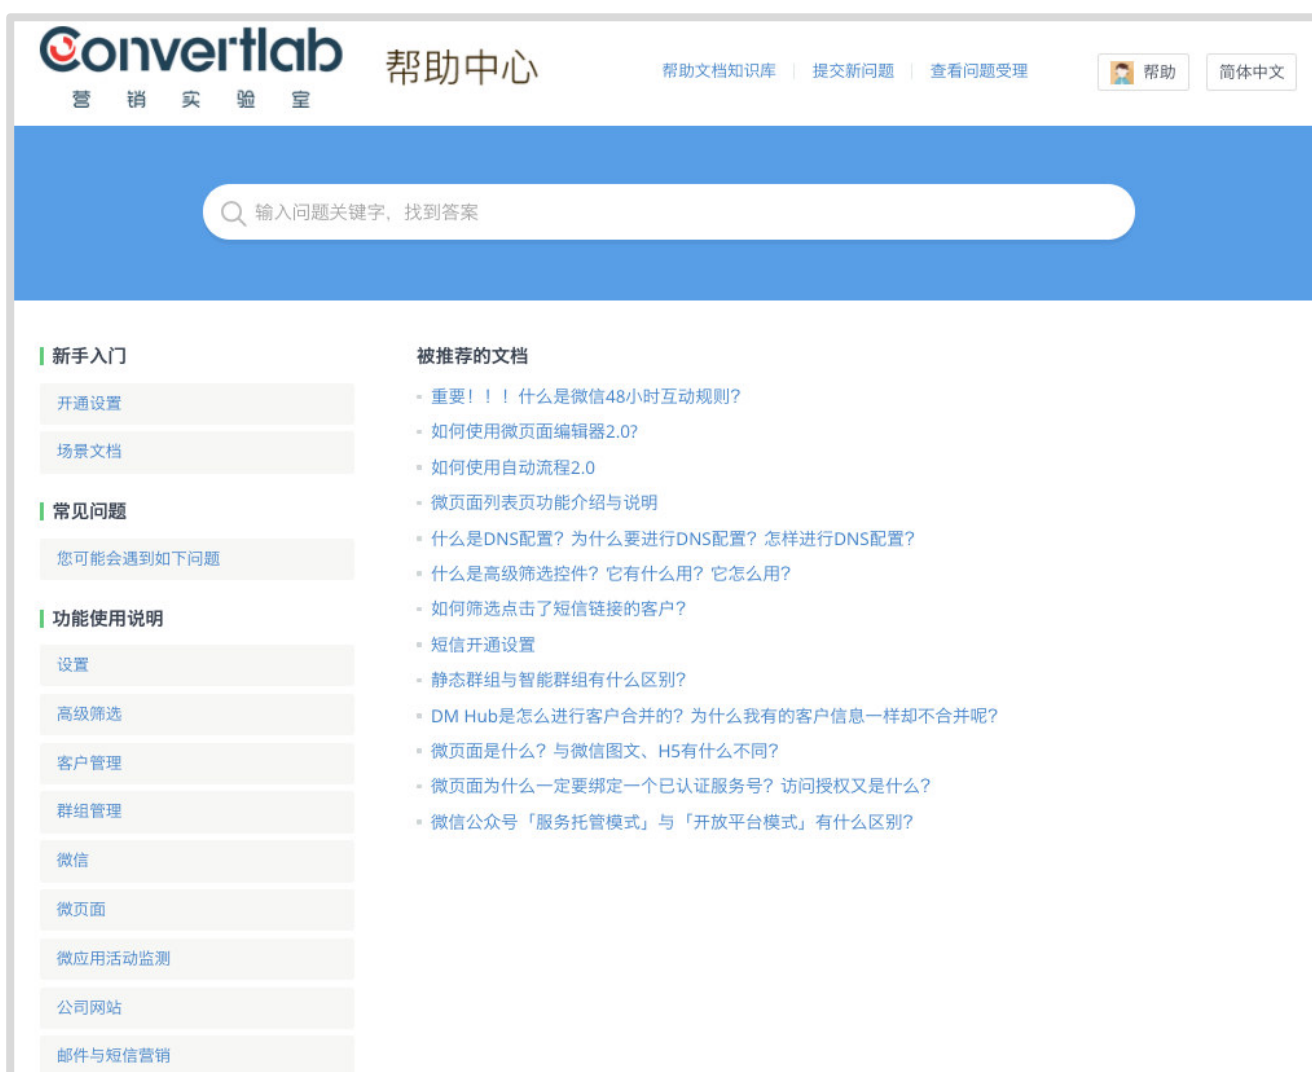 Convertlab
营销实验室
帮助中心
帮助文档知识库
提交新问题
查看问题受理
帮助
简体中文
输入问题关键字，找到答案
新手入门
开通设置
场景文档
常见问题
您可能会遇到如下问题
功能使用说明
设置
高级筛选
客户管理
群组管理
微信
微页面
微应用活动监测
公司网站
邮件与短信营销
被推荐的文档
重要！！！什么是微信48小时互动规则？
如何使用微页面编辑器2.0?
如何使用自动流程2.0
微页面列表页功能介绍与说明
什么是DNS配置？为什么要进行DNS配置？怎样进行DNS配置？
什么是高级筛选控件？它有什么用？它怎么用？
如何筛选点击了短信链接的客户？
短信开通设置
静态群组与智能群组有什么区别？
DM Hub是怎么进行客户合并的？为什么我有的客户信息一样却不合并呢？
微页面是什么？与微信图文、H5有什么不同？
微页面为什么一定要绑定一个已认证服务号？访问授权又是什么？
微信公众号「服务托管模式」与「开放平台模式」有什么区别？